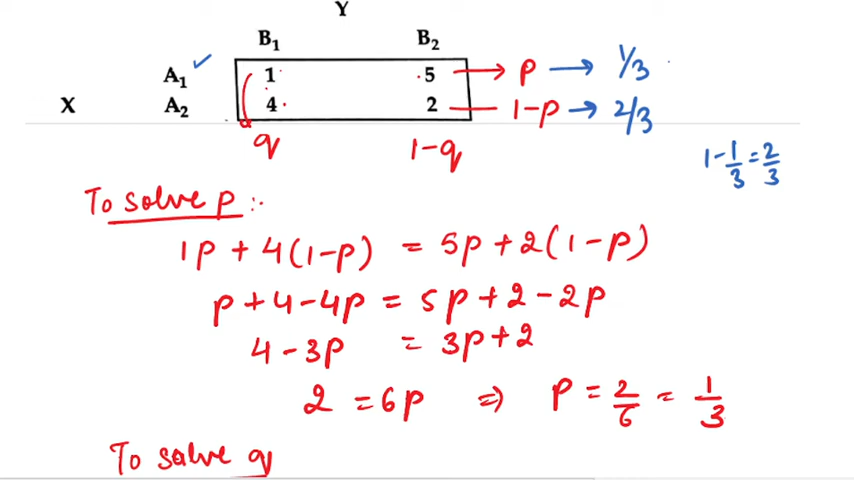 Y
B₁ B₂
A₁ ✓ 1 5 → p → 1/3
X A₂ 4 2 — 1-p → 2/3
q 1-q
1-1/3=2/3
To solve p :-
1p + 4(1-p) = 5p + 2(1-p)
p + 4 - 4p = 5p + 2 - 2p
4 - 3p = 3p + 2
2 = 6p ⇒ p = 2/6 = 1/3
To solve q